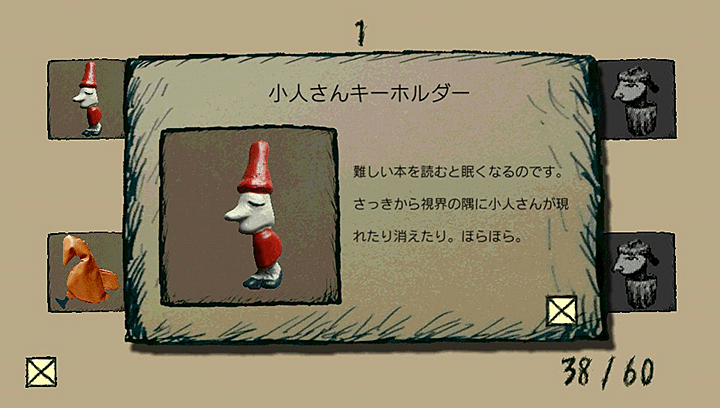 1
小人さんキーホルダー
難しい本を読むと眠くなるのです。
さっきから視界の隅に小人さんが現
れたり消えたり。ほらほら。
38/60